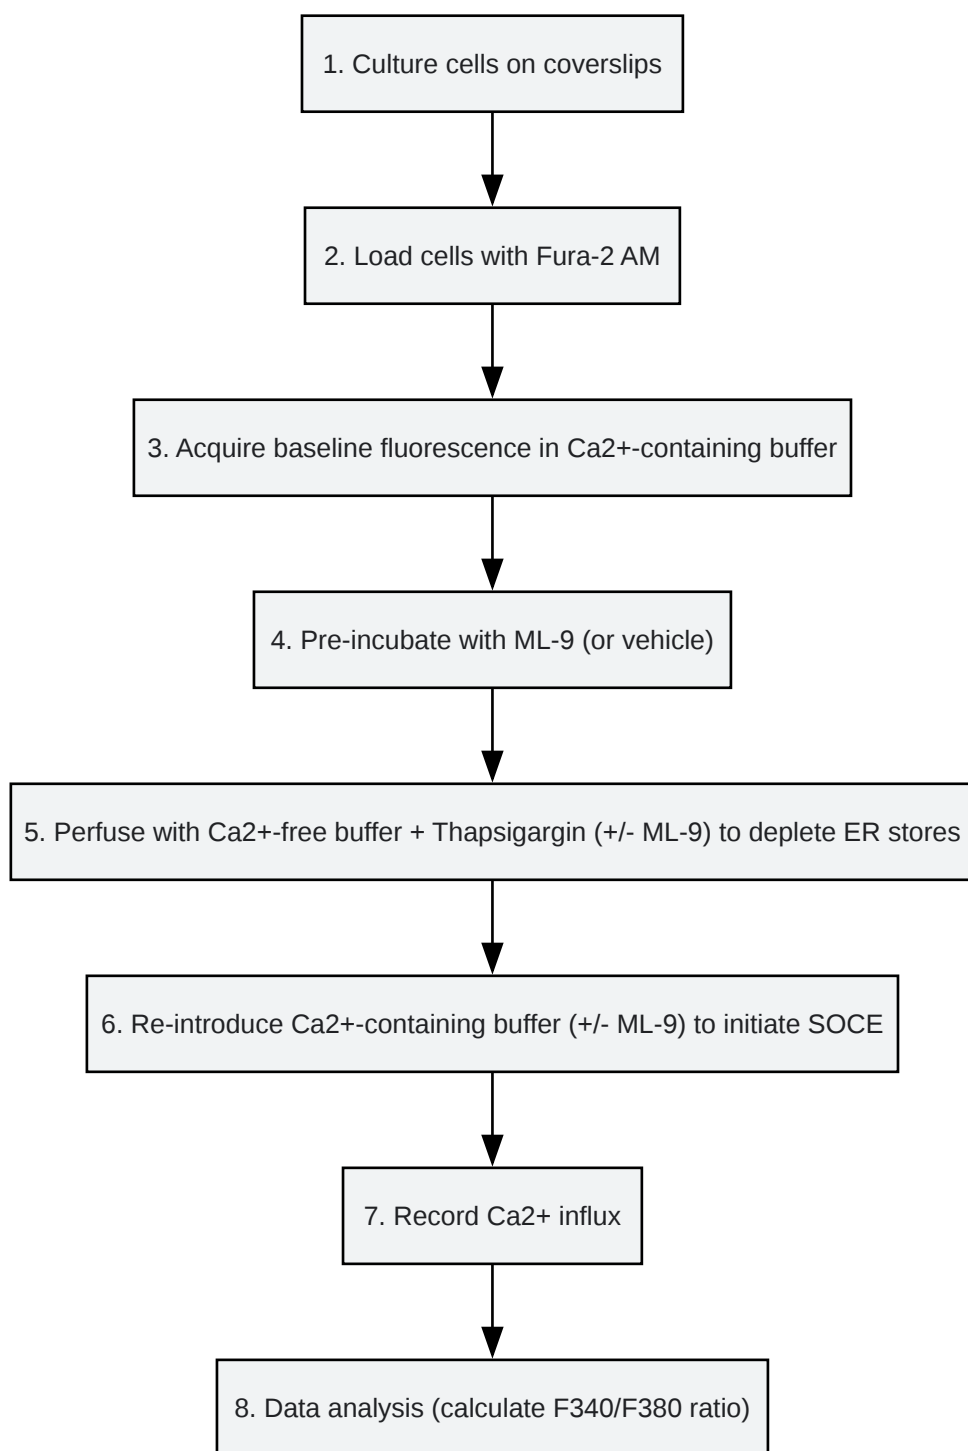 1. Culture cells on coverslips
2. Load cells with Fura-2 AM
3. Acquire baseline fluorescence in Ca2+-containing buffer
4. Pre-incubate with ML-9 (or vehicle)
5. Perfuse with Ca2+-free buffer + Thapsigargin (+/- ML-9) to deplete ER stores
6. Re-introduce Ca2+-containing buffer (+/- ML-9) to initiate SOCE
7. Record Ca2+ influx
8. Data analysis (calculate F340/F380 ratio)